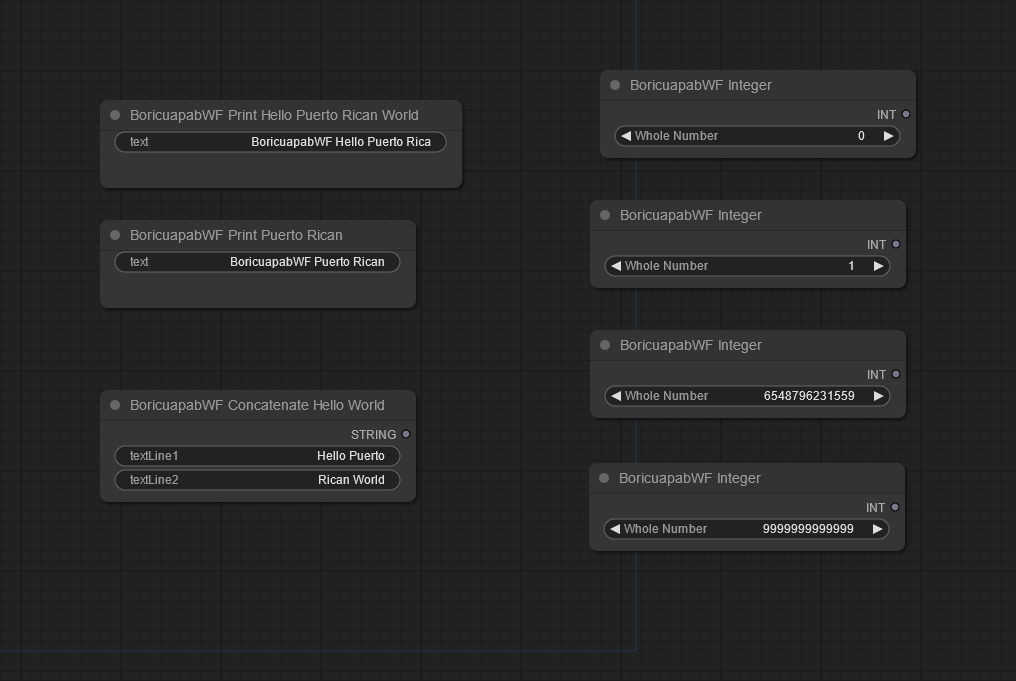 BoricuapabWF Print Hello Puerto Rican World
text BoricuapabWF Hello Puerto Rica
BoricuapabWF Print Puerto Rican
text BoricuapabWF Puerto Rican
BoricuapabWF Concatenate Hello World
STRING
textLine1 Hello Puerto
textLine2 Rican World
BoricuapabWF Integer
INT
Whole Number 0
BoricuapabWF Integer
INT
Whole Number 1
BoricuapabWF Integer
INT
Whole Number 6548796231559
BoricuapabWF Integer
INT
Whole Number 9999999999999